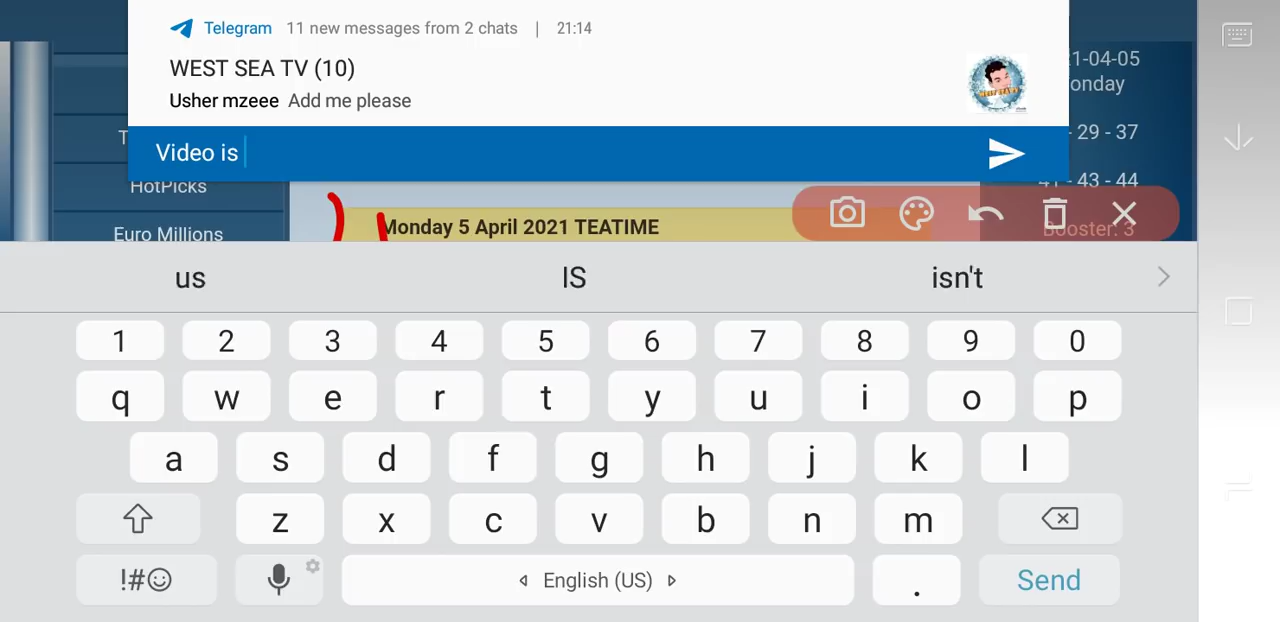 Telegram 11 new messages from 2 chats | 21:14
WEST SEA TV (10)
Usher mzeee Add me please
Video is
1-04-05
onday
- 29 - 37
41 - 43 - 44
Booster: 3
T
HotPicks
Euro Millions
Monday 5 April 2021 TEATIME
us IS isn't
1 2 3 4 5 6 7 8 9 0
q w e r t y u i o p
a s d f g h j k l
z x c v b n m
!#☺ English (US) . Send